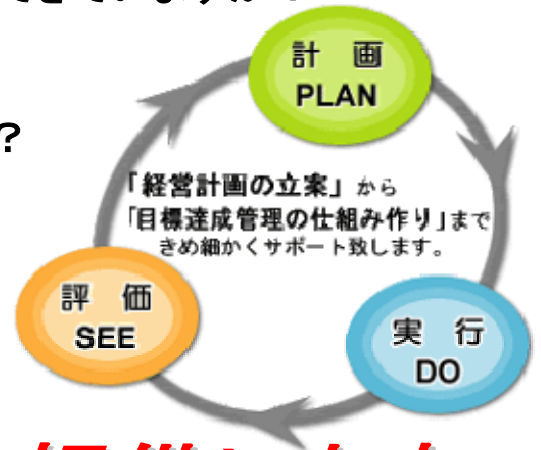 ？
計 画
PLAN
「経営計画の立案」から
「目標達成管理の仕組み作り」まで
きめ細かくサポート致します。
評 価
SEE
実 行
DO